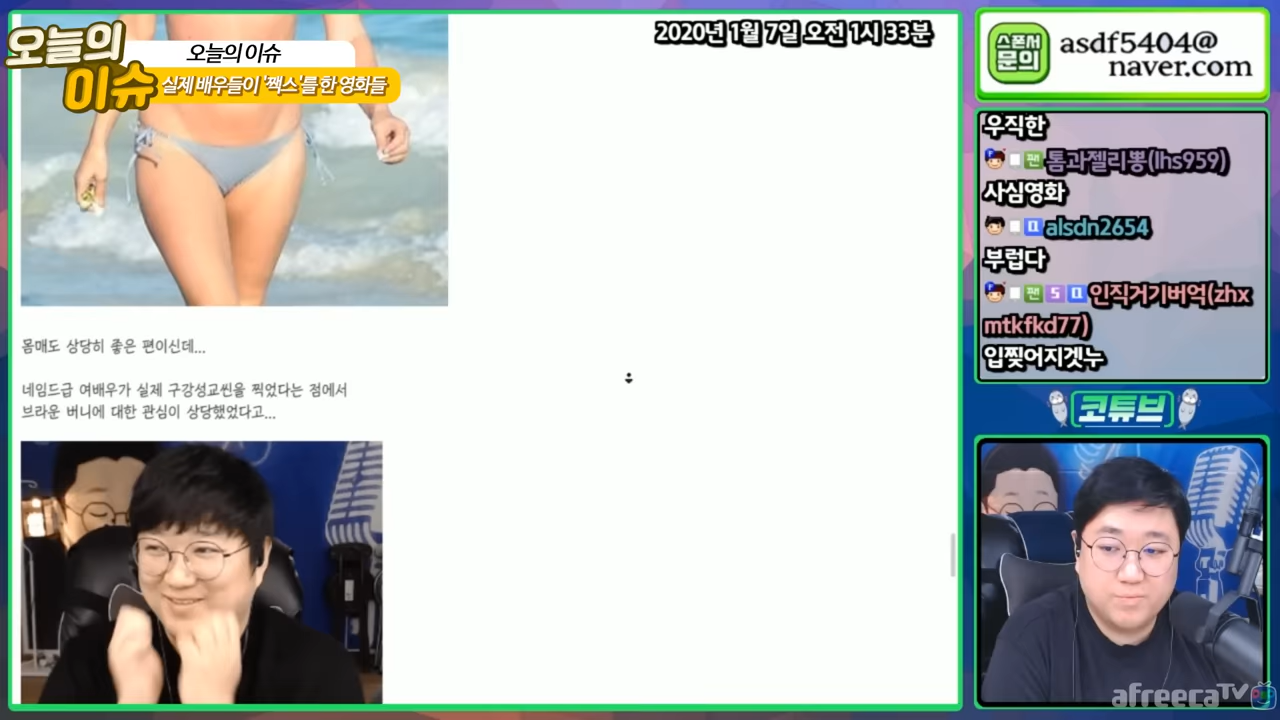 오늘의
이슈
오늘의 이슈
실제 배우들이 '짹스'를 한 영화들
2020년 1월 7일 오전 1시 33분
몸매도 상당히 좋은 편이신데...
네임드급 여배우가 실제 구강성교씬을 찍었다는 점에서
브라운 버니에 대한 관심이 상당했었다고...
스폰서
문의
asdf5404@
naver.com
우직한
팬 톰과젤리뽕(lhs959)
사심영화
alsdn2654
부럽다
팬 S 인직거기버억(zhx
mtkfkd77)
입찢어지겟누
코튜브
afreecaTV